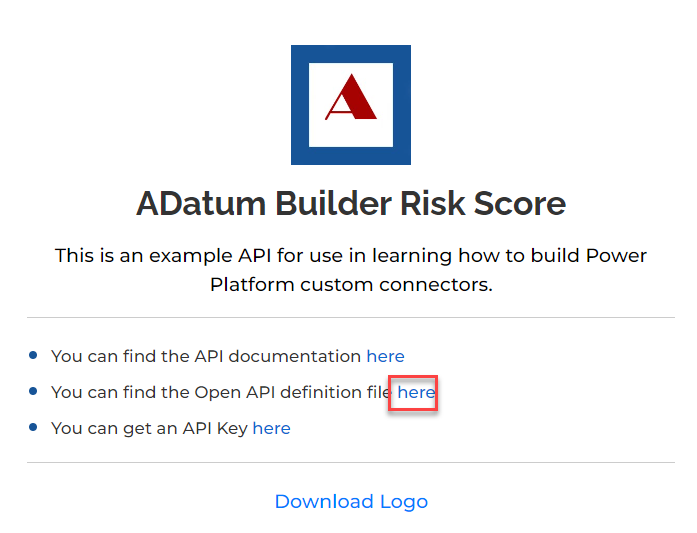 A
ADatum Builder Risk Score
This is an example API for use in learning how to build Power
Platform custom connectors.
You can find the API documentation here
You can find the Open API definition file here
You can get an API Key here
Download Logo